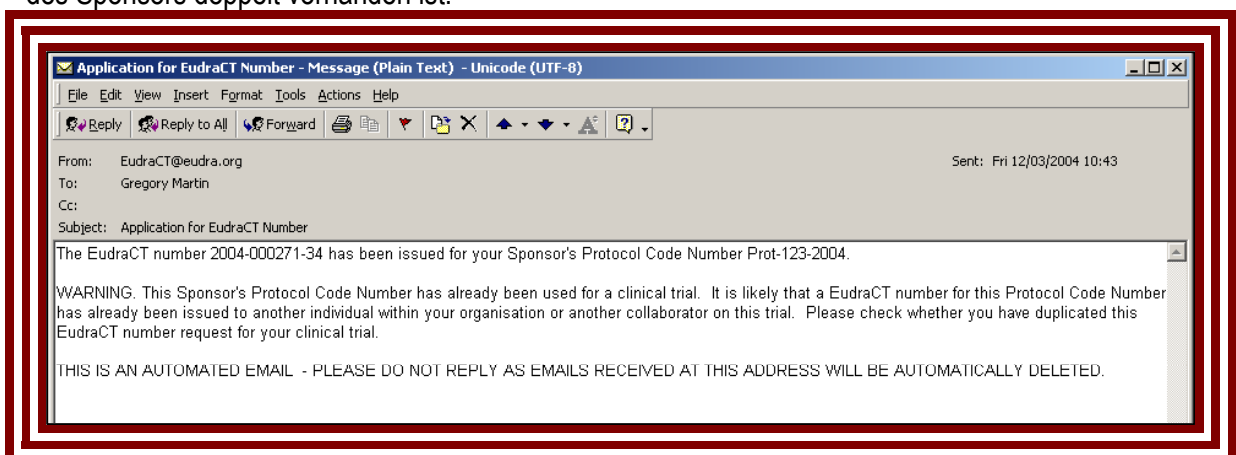 des Sponsors doppelt vorhanden ist.
Application for EudraCT Number - Message (Plain Text) - Unicode (UTF-8)
File Edit View Insert Format Tools Actions Help
Reply Reply to All Forward
From: EudraCT@eudra.org Sent: Fri 12/03/2004 10:43
To: Gregory Martin
Cc:
Subject: Application for EudraCT Number
The EudraCT number 2004-000271-34 has been issued for your Sponsor's Protocol Code Number Prot-123-2004.
WARNING. This Sponsor's Protocol Code Number has already been used for a clinical trial. It is likely that a EudraCT number for this Protocol Code Number
has already been issued to another individual within your organisation or another collaborator on this trial. Please check whether you have duplicated this
EudraCT number request for your clinical trial.
THIS IS AN AUTOMATED EMAIL - PLEASE DO NOT REPLY AS EMAILS RECEIVED AT THIS ADDRESS WILL BE AUTOMATICALLY DELETED.